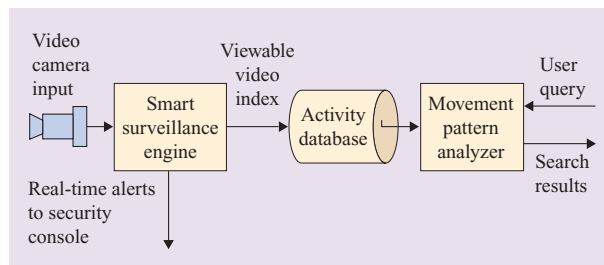 Video
camera
input
Smart
surveillance
engine
Real-time alerts
to security
console
Viewable
video
index
Activity
database
Movement
pattern
analyzer
User
query
Search
results